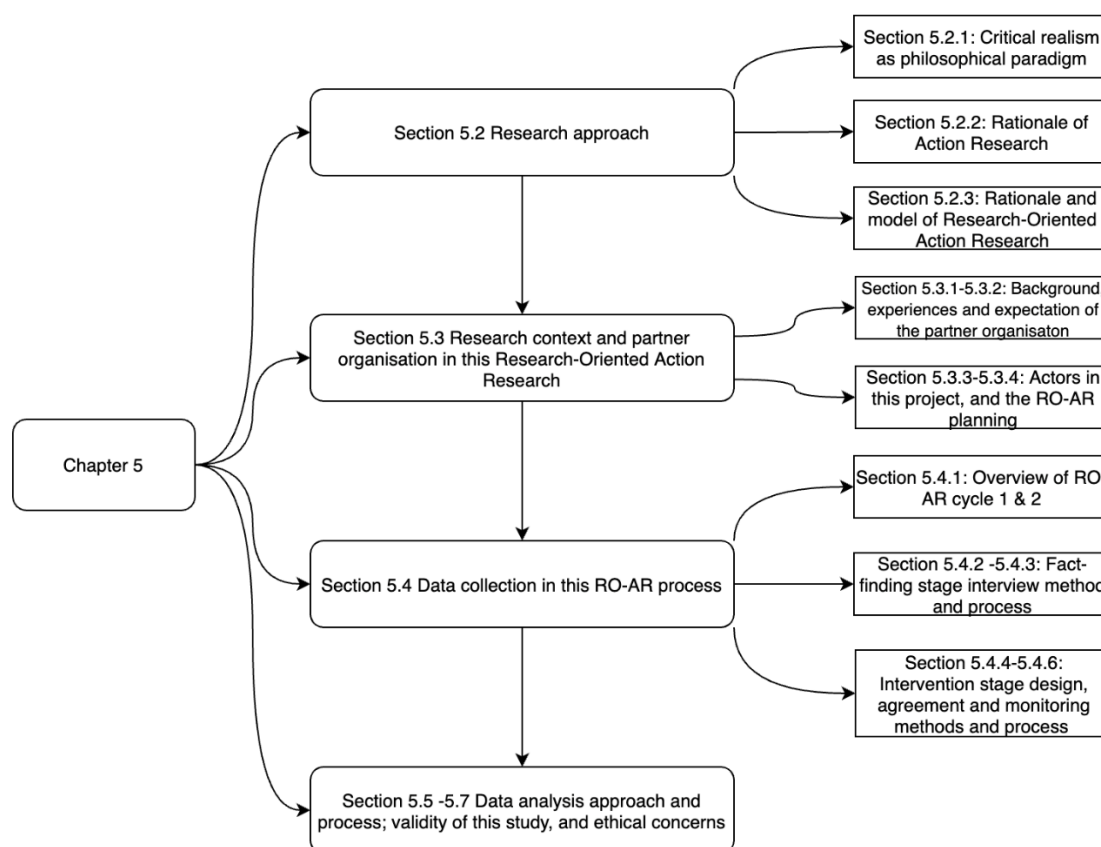 Section 5.2.1: Critical realism
as philosophical paradigm
Section 5.2 Research approach
Section 5.2.2: Rationale of
Action Research
Section 5.2.3: Rationale and
model of Research-Oriented
Action Research
Section 5.3.1-5.3.2: Background
experiences and expectation of
the partner organisaton
Section 5.3 Research context and partner
organisation in this Research-Oriented Action
Research
Section 5.3.3-5.3.4: Actors in
this project, and the RO-AR
planning
Chapter 5
Section 5.4.1: Overview of RO
AR cycle 1 & 2
Section 5.4 Data collection in this RO-AR process
Section 5.4.2 -5.4.3: Fact-
finding stage interview method
and process
Section 5.4.4-5.4.6:
Intervention stage design,
agreement and monitoring
methods and process
Section 5.5 -5.7 Data analysis approach and
process; validity of this study, and ethical concerns